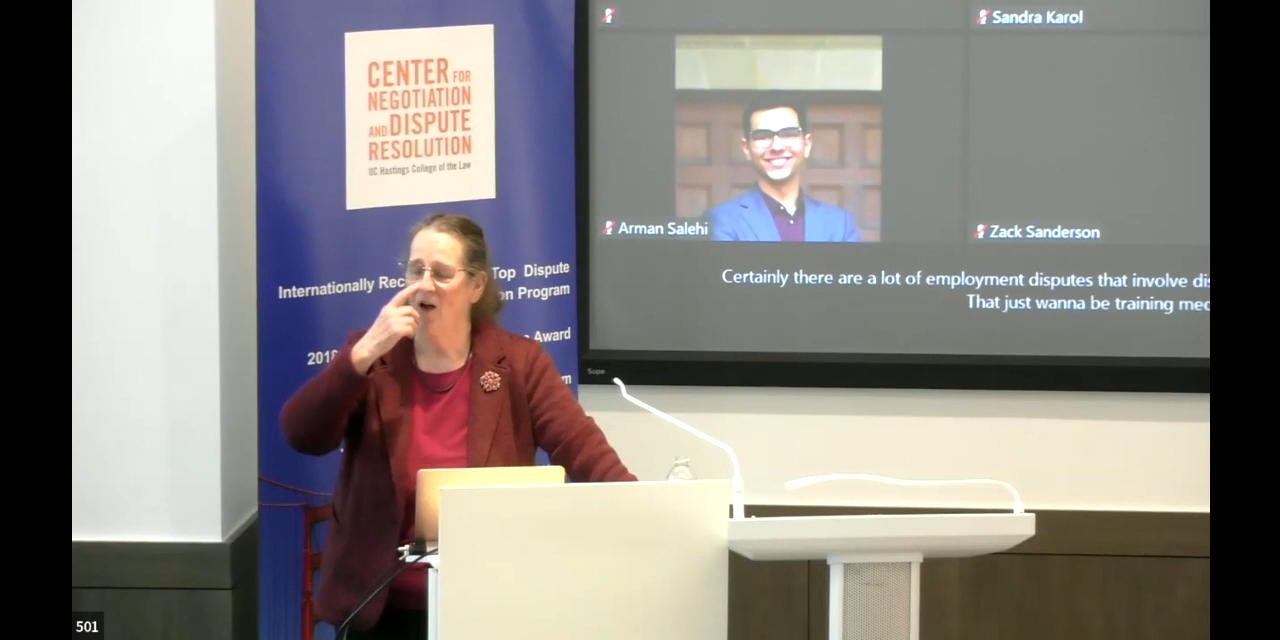 CENTER FOR
NEGOTIATION
AND DISPUTE
RESOLUTION
UC Hastings College of the Law
Internationally Top Dispute
on Program
Award
2018
Sandra Karol
Arman Salehi
Zack Sanderson
Certainly there are a lot of employment disputes that involve
That just wanna be training
501